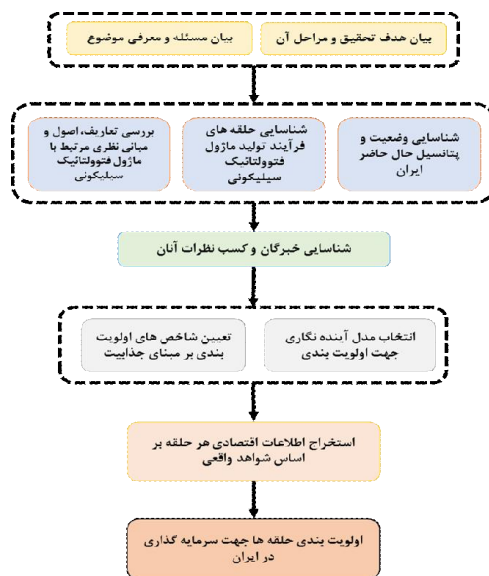 بیان هدف تحقیق و مراحل آن
بیان مسئله و معرفی موضوع
شناسایی وضعیت و
پتانسیل حال حاضر
ایران
شناسایی حلقه های
فرآیند تولید ماژول
فتوولتائیک
سیلیکونی
بررسی تعاریف، اصول و
مبانی نظری مرتبط با
ماژول فتوولتائیک
سیلیکونی
شناسایی خبرگان و کسب نظرات آنان
انتخاب مدل آینده نگاری
جهت اولویت بندی
تعیین شاخص های اولویت
بندی بر مبنای جذابیت
استخراج اطلاعات اقتصادی هر حلقه بر
اساس شواهد واقعی
اولویت بندی حلقه ها جهت سرمایه گذاری
در ایران